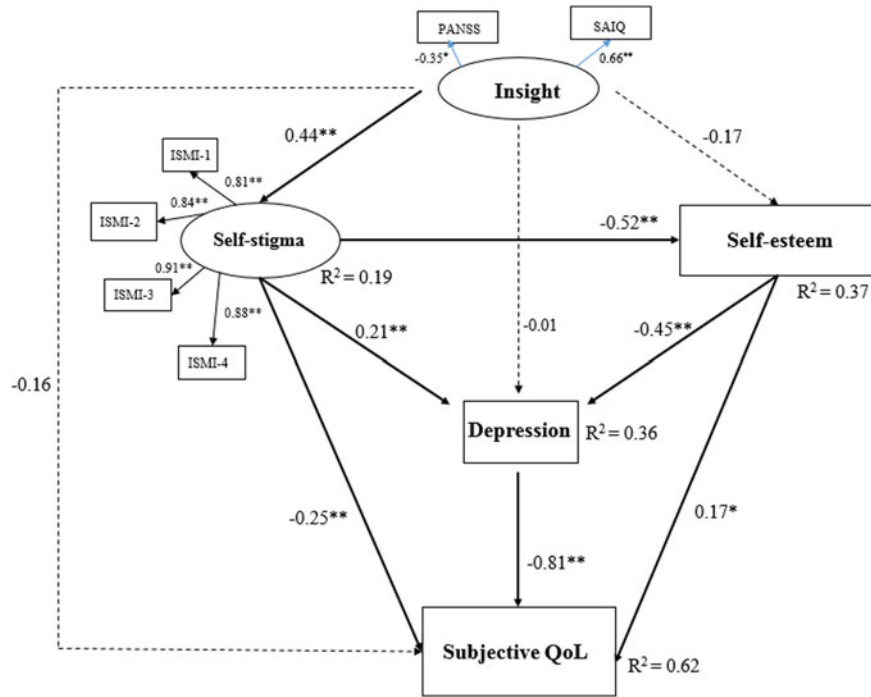 PANSS
SAIQ
-0.35*
0.66**
Insight
0.44**
-0.17
ISMI-1
0.81**
ISMI-2
0.84**
Self-stigma
-0.52**
Self-esteem
0.91**
R² = 0.19
R² = 0.37
ISMI-3
0.88**
0.21**
-0.01
-0.45**
ISMI-4
-0.16
Depression
R² = 0.36
-0.25**
0.17*
-0.81**
Subjective QoL
R² = 0.62